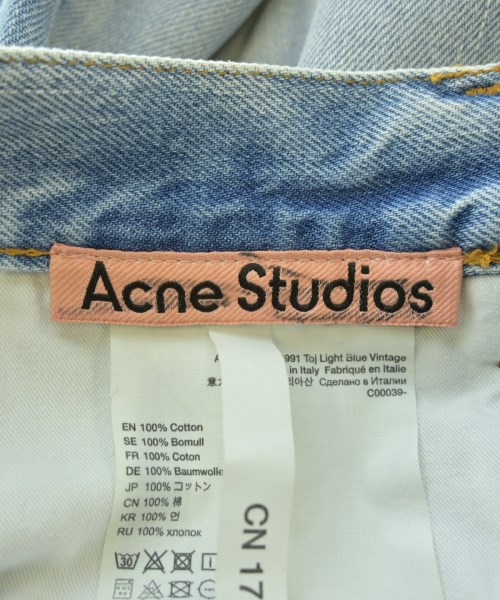 Acne Studios
991 Toj Light Blue Vintage
in Italy Fabriqué en Italie
Сделано в Италии
C00039-
EN 100% Cotton
SE 100% Bomull
FR 100% Coton
DE 100% Baumwolle
JP 100% コットン
CN 100% 棉
KR 100% 면
RU 100% хлопок
30
CN 17